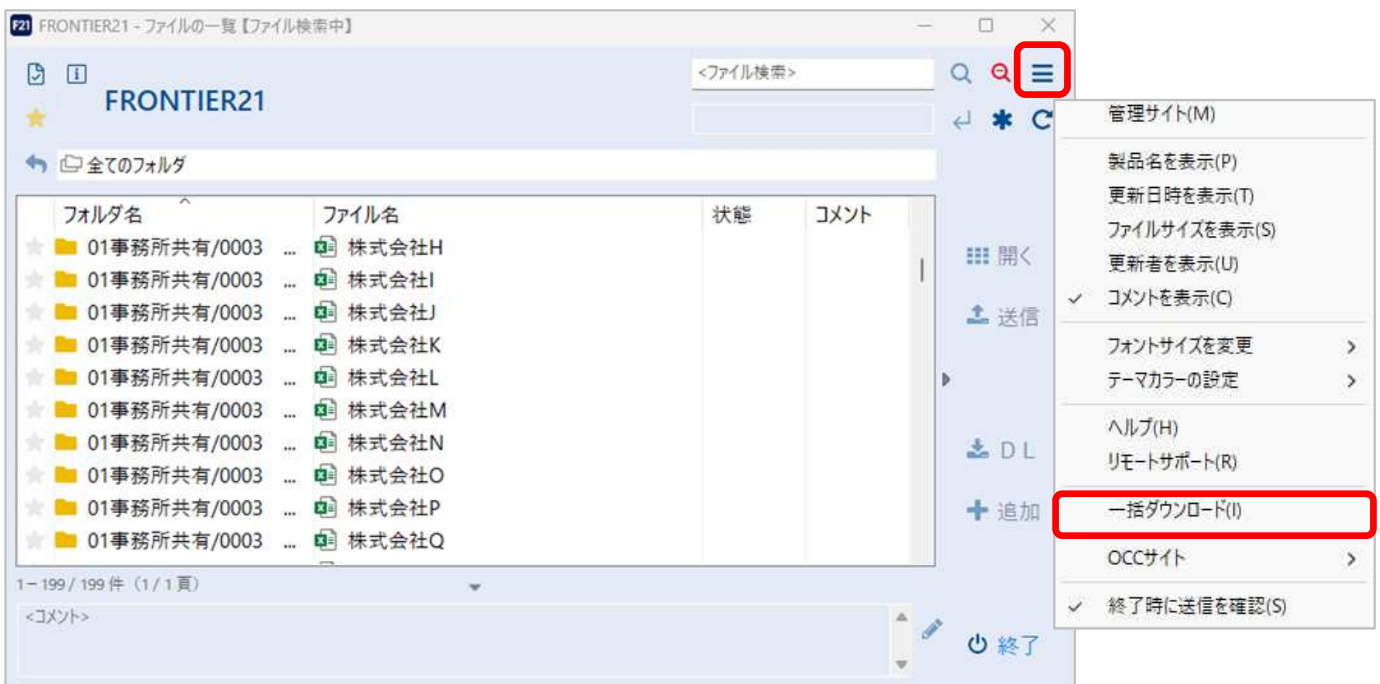 F21 FRONTIER21 - ファイルの一覧【ファイル検索中】
FRONTIER21
<ファイル検索>
全てのフォルダ
フォルダ名 ファイル名 状態 コメント
01事務所共有/0003 ... 株式会社H
01事務所共有/0003 ... 株式会社I
01事務所共有/0003 ... 株式会社J
01事務所共有/0003 ... 株式会社K
01事務所共有/0003 ... 株式会社L
01事務所共有/0003 ... 株式会社M
01事務所共有/0003 ... 株式会社N
01事務所共有/0003 ... 株式会社O
01事務所共有/0003 ... 株式会社P
01事務所共有/0003 ... 株式会社Q
1－199 / 199 件（1 / 1 頁）
<コメント>
開く
送信
ＤＬ
追加
終了
管理サイト(M)
製品名を表示(P)
更新日時を表示(T)
ファイルサイズを表示(S)
更新者を表示(U)
コメントを表示(C)
フォントサイズを変更
テーマカラーの設定
ヘルプ(H)
リモートサポート(R)
一括ダウンロード(I)
OCCサイト
終了時に送信を確認(S)